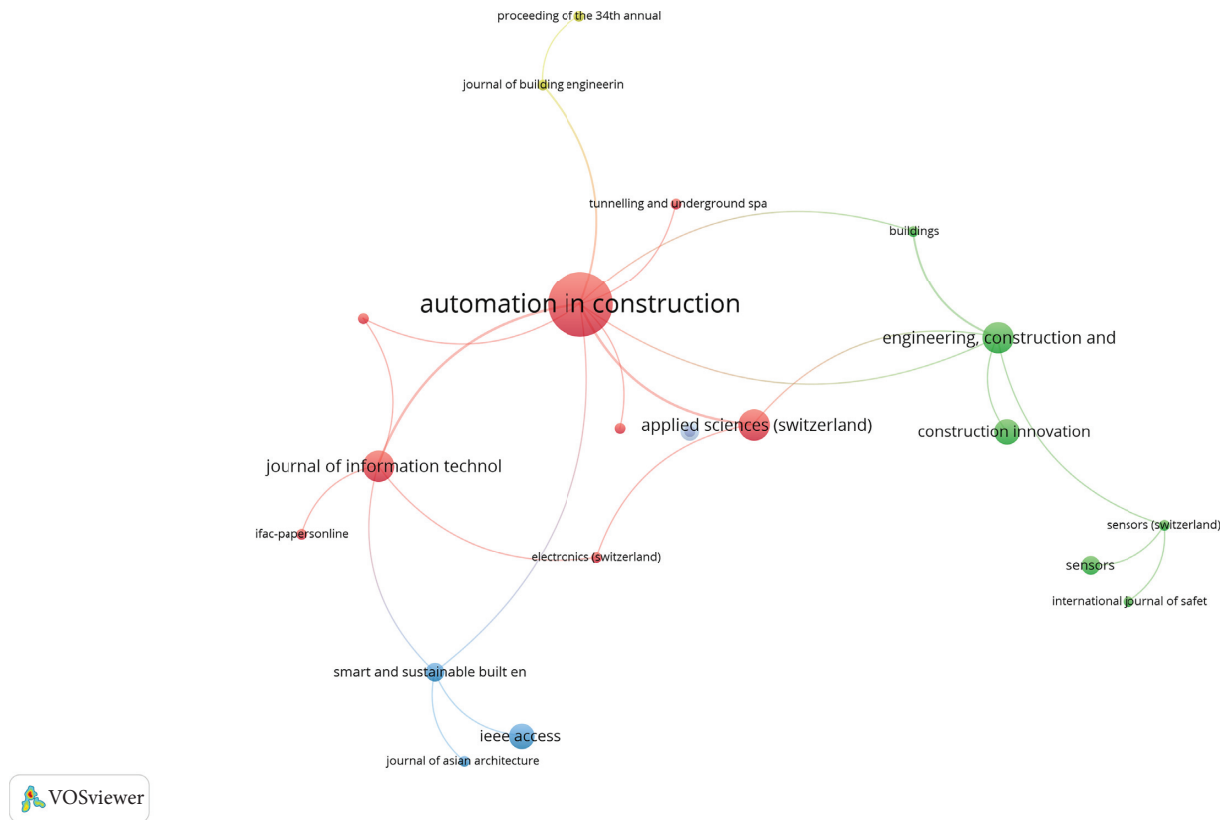 proceeding of the 34th annual
journal of building engineerin
tunnelling and underground spa
buildings
automation in construction
engineering, construction and
applied sciences (switzerland)
construction innovation
journal of information technol
sensors (switzerland)
ifac-papersonline
electronics (switzerland)
sensors
international journal of safet
smart and sustainable built en
ieee access
journal of asian architecture
VOSviewer